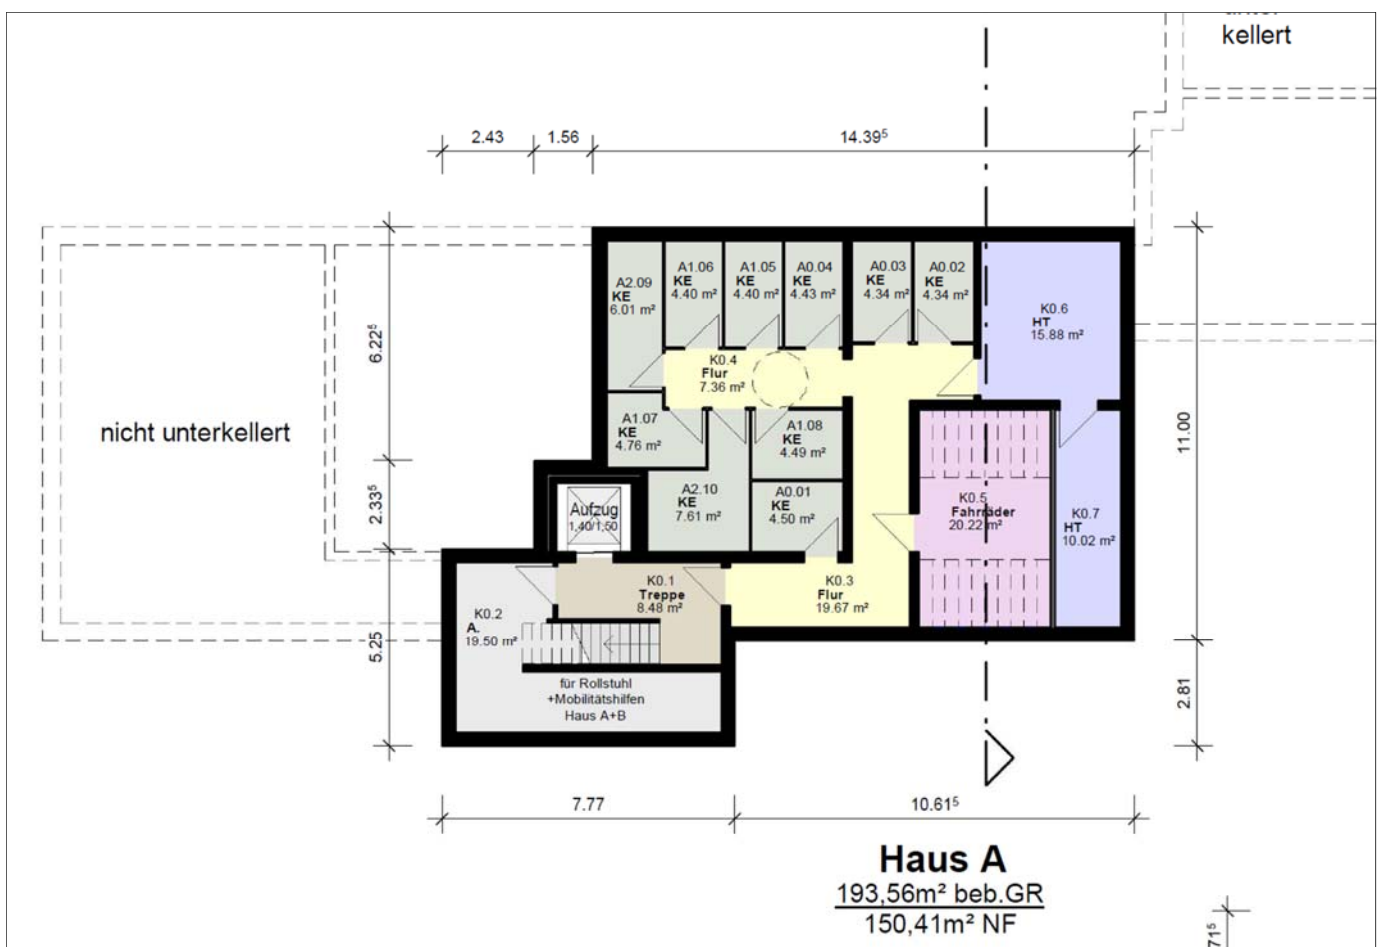 kellert
2.43
1.56
14.39⁵
6.22⁵
2.33⁵
5.25
nicht unterkellert
A2.09
KE
6.01 m²
A1.06
KE
4.40 m²
A1.05
KE
4.40 m²
A0.04
KE
4.43 m²
A0.03
KE
4.34 m²
A0.02
KE
4.34 m²
K0.6
HT
15.88 m²
K0.4
Flur
7.36 m²
A1.07
KE
4.76 m²
A1.08
KE
4.49 m²
A2.10
KE
7.61 m²
A0.01
KE
4.50 m²
Aufzug
1,40/1,50
K0.5
Fahrräder
20.22 m²
K0.7
HT
10.02 m²
K0.1
Treppe
8.48 m²
K0.3
Flur
19.67 m²
K0.2
A.
19.50 m²
für Rollstuhl
+Mobilitätshilfen
Haus A+B
11.00
2.81
7.77
10.61⁵
Haus A
193,56m² beb.GR
150,41m² NF
71⁵